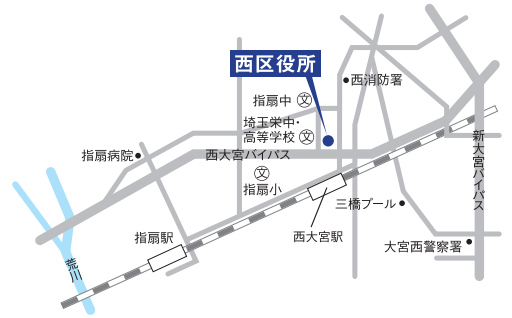 西区役所
西消防署
指扇中 文
埼玉栄中・
高等学校 文
指扇病院
西大宮バイパス
文
指扇小
新大宮バイパス
三橋プール
指扇駅
西大宮駅
大宮西警察署
荒川